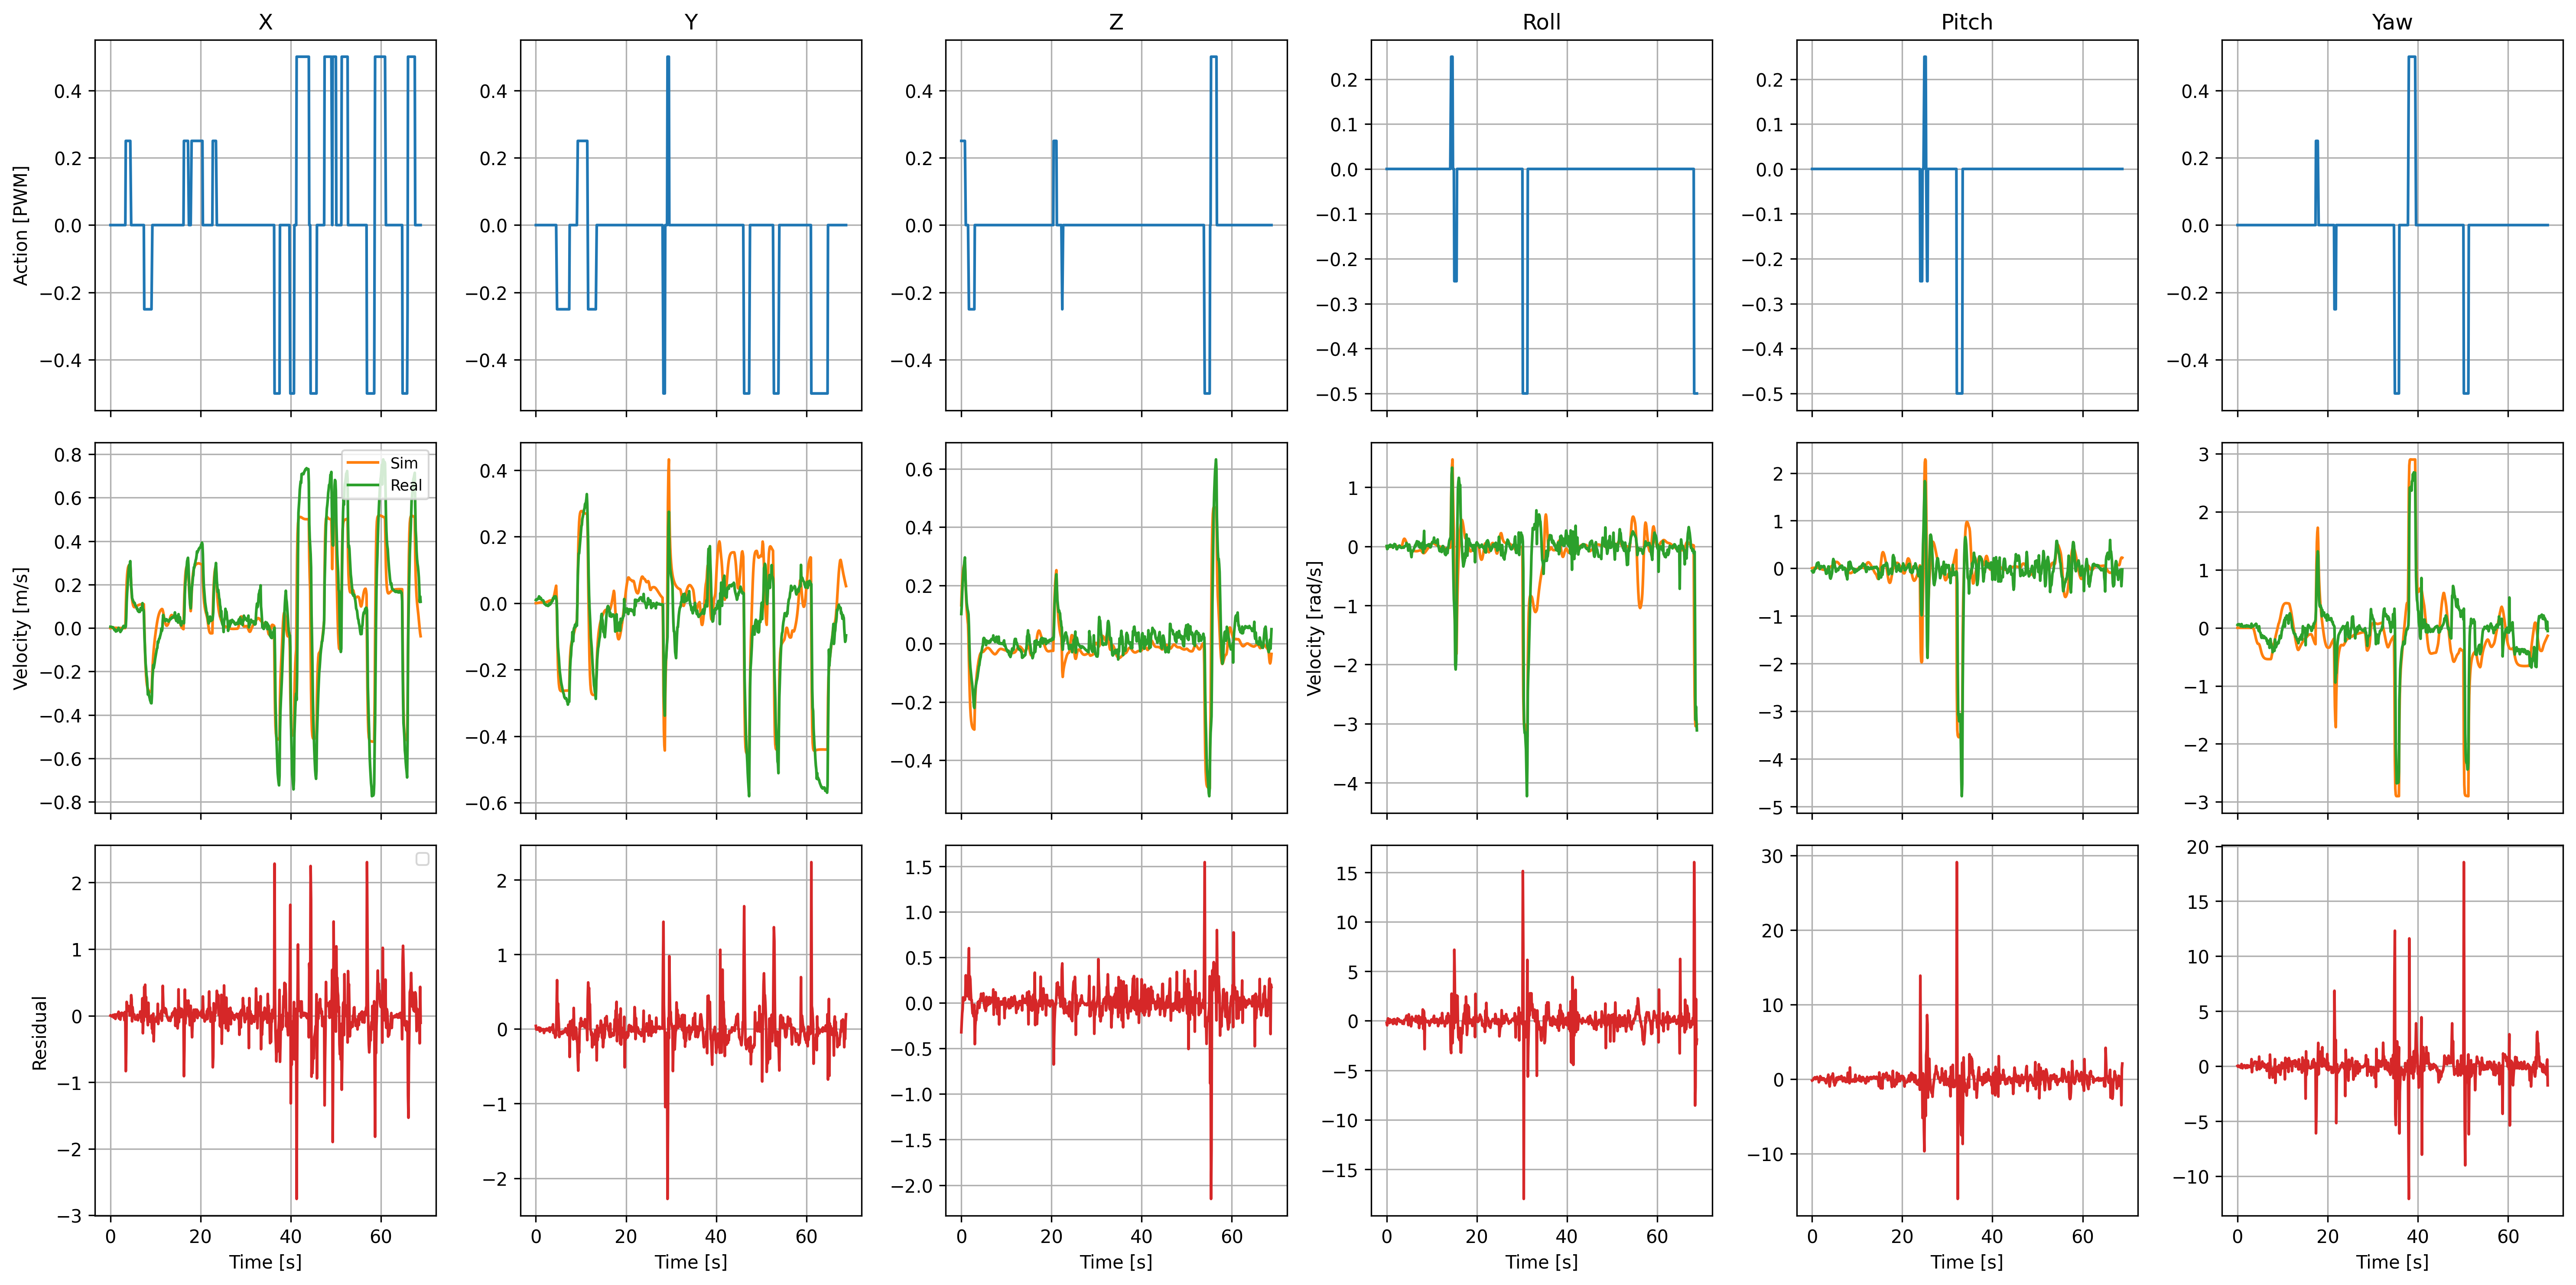 X Y Z Roll Pitch Yaw
Action [PWM]
0.4 0.2 0.0 −0.2 −0.4
0.4 0.2 0.0 −0.2 −0.4
0.4 0.2 0.0 −0.2 −0.4
0.2 0.1 0.0 −0.1 −0.2 −0.3 −0.4 −0.5
0.2 0.1 0.0 −0.1 −0.2 −0.3 −0.4 −0.5
0.4 0.2 0.0 −0.2 −0.4
Velocity [m/s]
0.8 0.6 0.4 0.2 0.0 −0.2 −0.4 −0.6 −0.8
Sim
Real
0.4 0.2 0.0 −0.2 −0.4 −0.6
0.6 0.4 0.2 0.0 −0.2 −0.4
Velocity [rad/s]
1 0 −1 −2 −3 −4
2 1 0 −1 −2 −3 −4 −5
3 2 1 0 −1 −2 −3
Residual
2 1 0 −1 −2 −3
2 1 0 −1 −2
1.5 1.0 0.5 0.0 −0.5 −1.0 −1.5 −2.0
15 10 5 0 −5 −10 −15
30 20 10 0 −10
20 15 10 5 0 −5 −10
0 20 40 60 0 20 40 60 0 20 40 60 0 20 40 60 0 20 40 60 0 20 40 60
Time [s] Time [s] Time [s] Time [s] Time [s] Time [s]